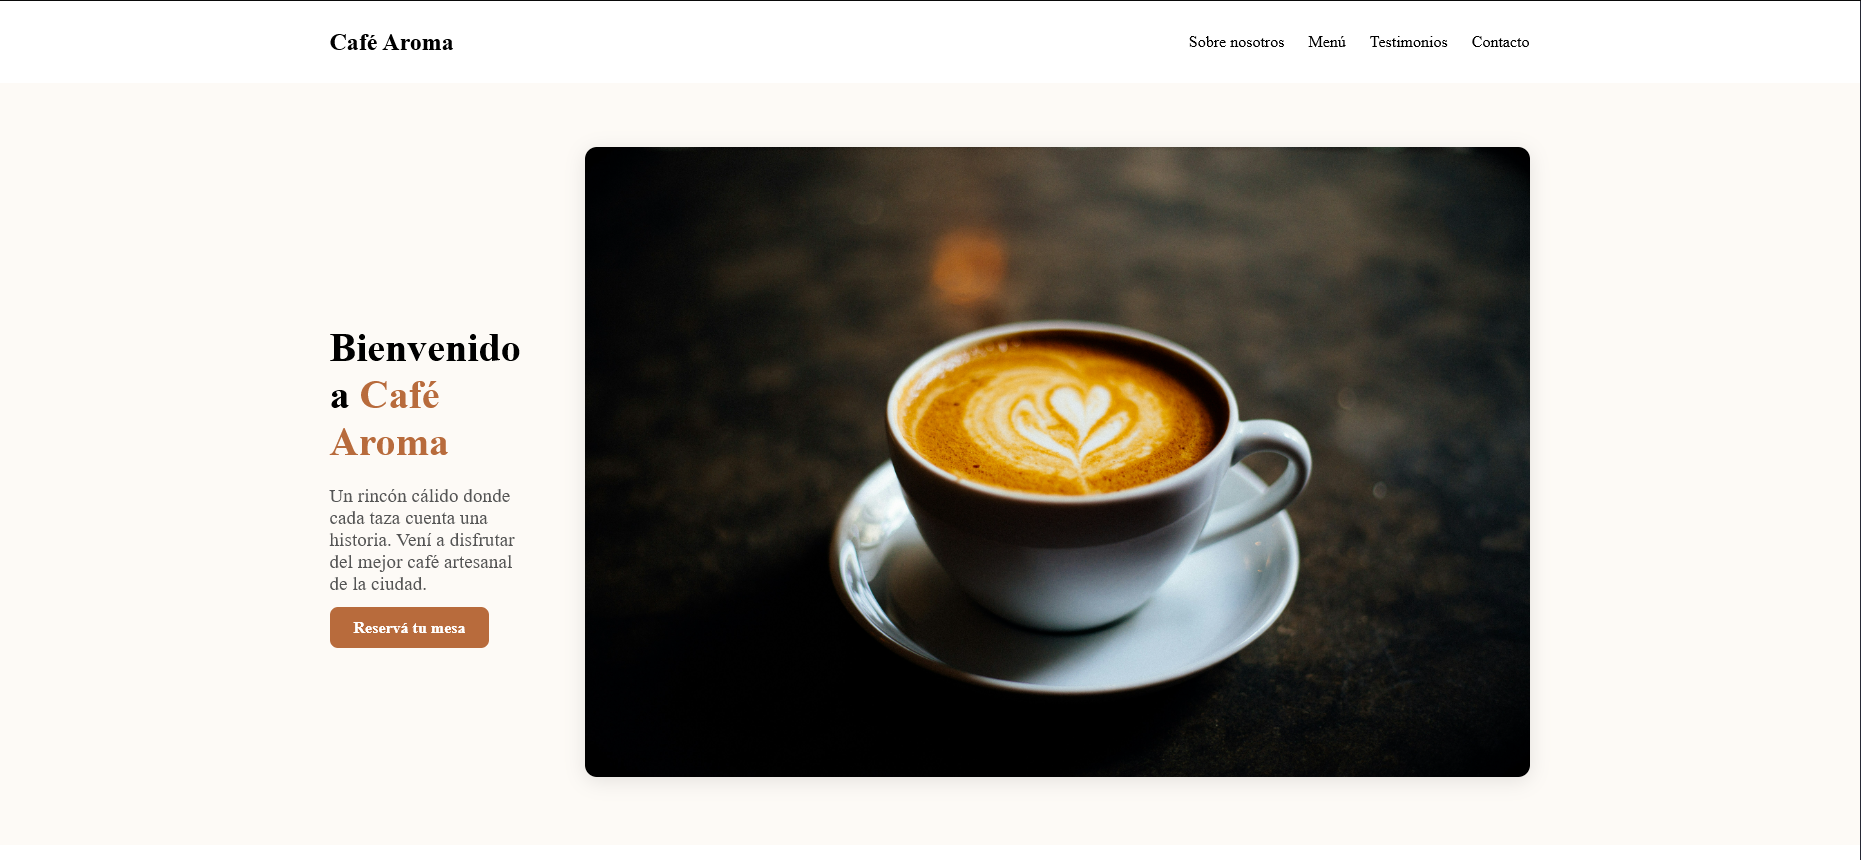 Café Aroma
Sobre nosotros Menú Testimonios Contacto
Bienvenido
a Café
Aroma
Un rincón cálido donde
cada taza cuenta una
historia. Vení a disfrutar
del mejor café artesanal
de la ciudad.
Reservá tu mesa